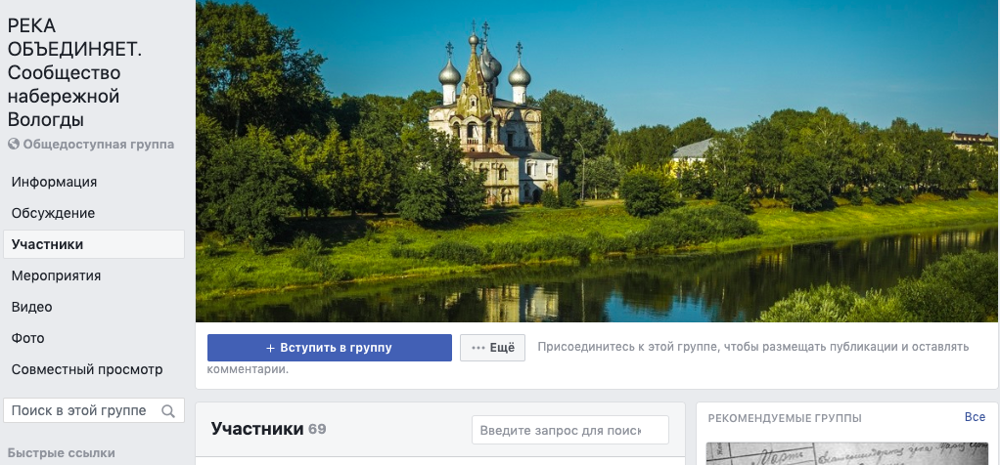 РЕКА
ОБЪЕДИНЯЕТ.
Сообщество
набережной
Вологды
Общедоступная группа
Информация
Обсуждение
Участники
Мероприятия
Видео
Фото
Совместный просмотр
Поиск в этой группе
Быстрые ссылки
+ Вступить в группу
••• Ещё
Присоединитесь к этой группе, чтобы размещать публикации и оставлять
комментарии.
Участники 69
Введите запрос для поиск
РЕКОМЕНДУЕМЫЕ ГРУППЫ
Все